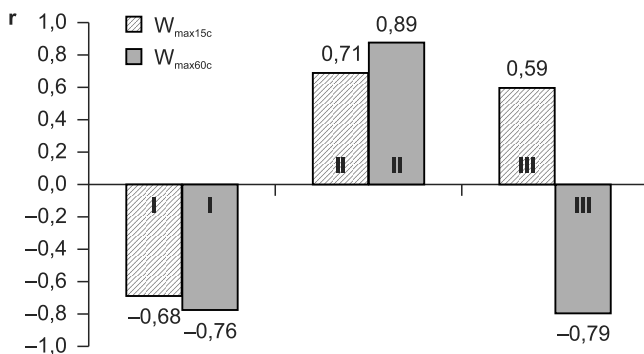 r
1,0
0,8
0,6
0,4
0,2
0,0
–0,2
–0,4
–0,6
–0,8
–1,0
W max15c
W max60c
0,71
0,89
0,59
II
II
III
I
I
III
–0,68
–0,76
–0,79